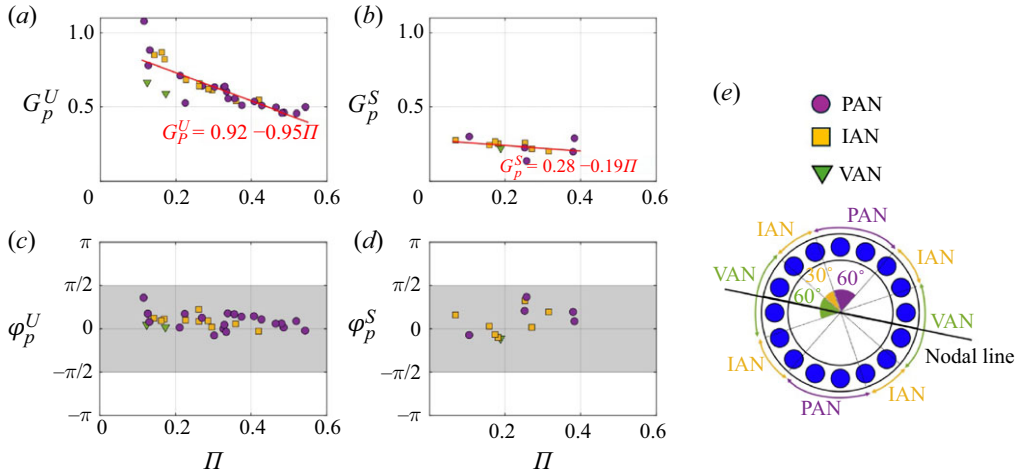 (a)
1.0
0.5
0
G_p^U
G_P^U = 0.92 −0.95Π
0.2
0.4
0.6
(b)
1.0
0.5
0
G_p^S
G_p^S = 0.28 −0.19Π
0.2
0.4
0.6
(c)
π
π/2
0
−π/2
−π
φ_p^U
0
0.2
0.4
0.6
Π
(d)
π
π/2
0
−π/2
−π
φ_p^S
0
0.2
0.4
0.6
Π
(e)
PAN
IAN
VAN
PAN
IAN
IAN
VAN
30°
60°
60°
VAN
Nodal line
IAN
IAN
PAN